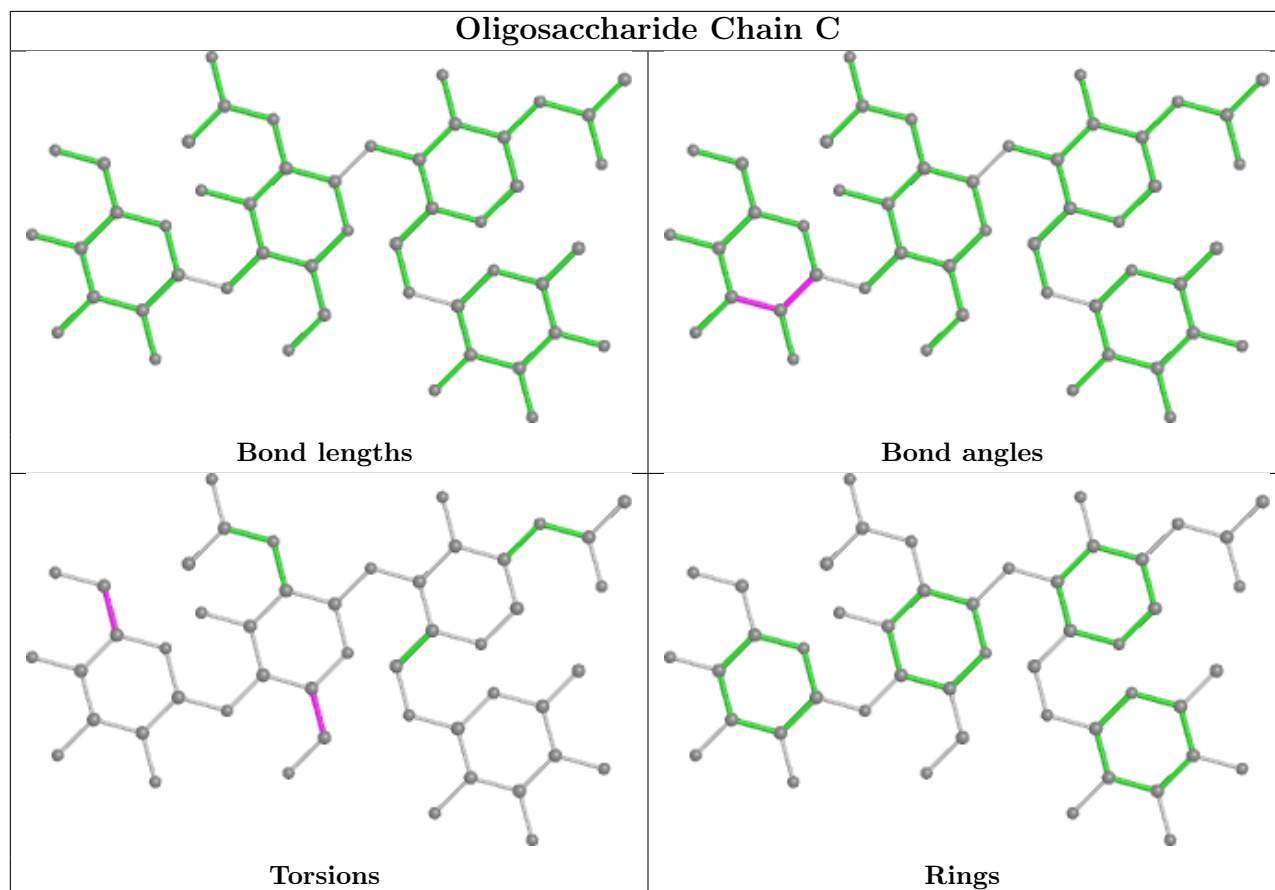 Oligosaccharide Chain C
Bond lengths
Bond angles
Torsions
Rings